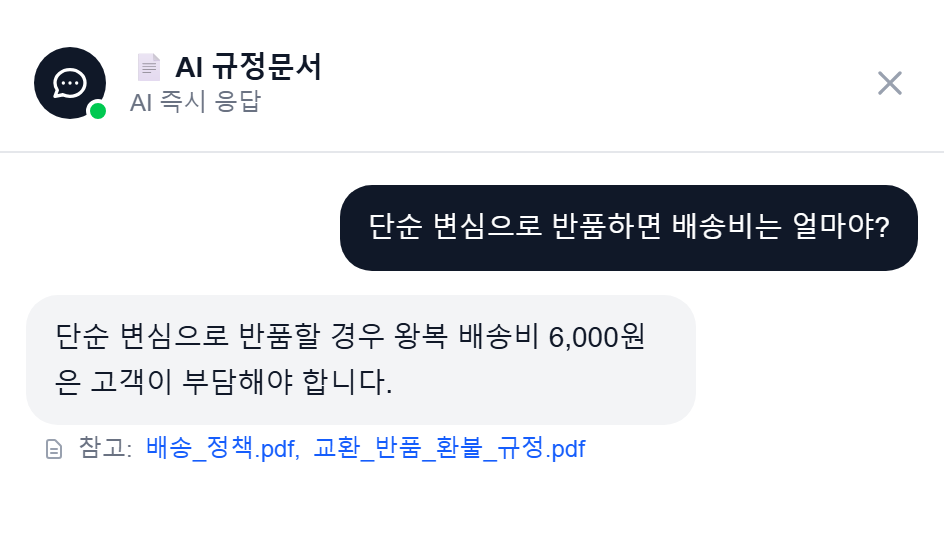 AI 규정문서
AI 즉시 응답
단순 변심으로 반품하면 배송비는 얼마야?
단순 변심으로 반품할 경우 왕복 배송비 6,000원
은 고객이 부담해야 합니다.
참고: 배송_정책.pdf, 교환_반품_환불_규정.pdf